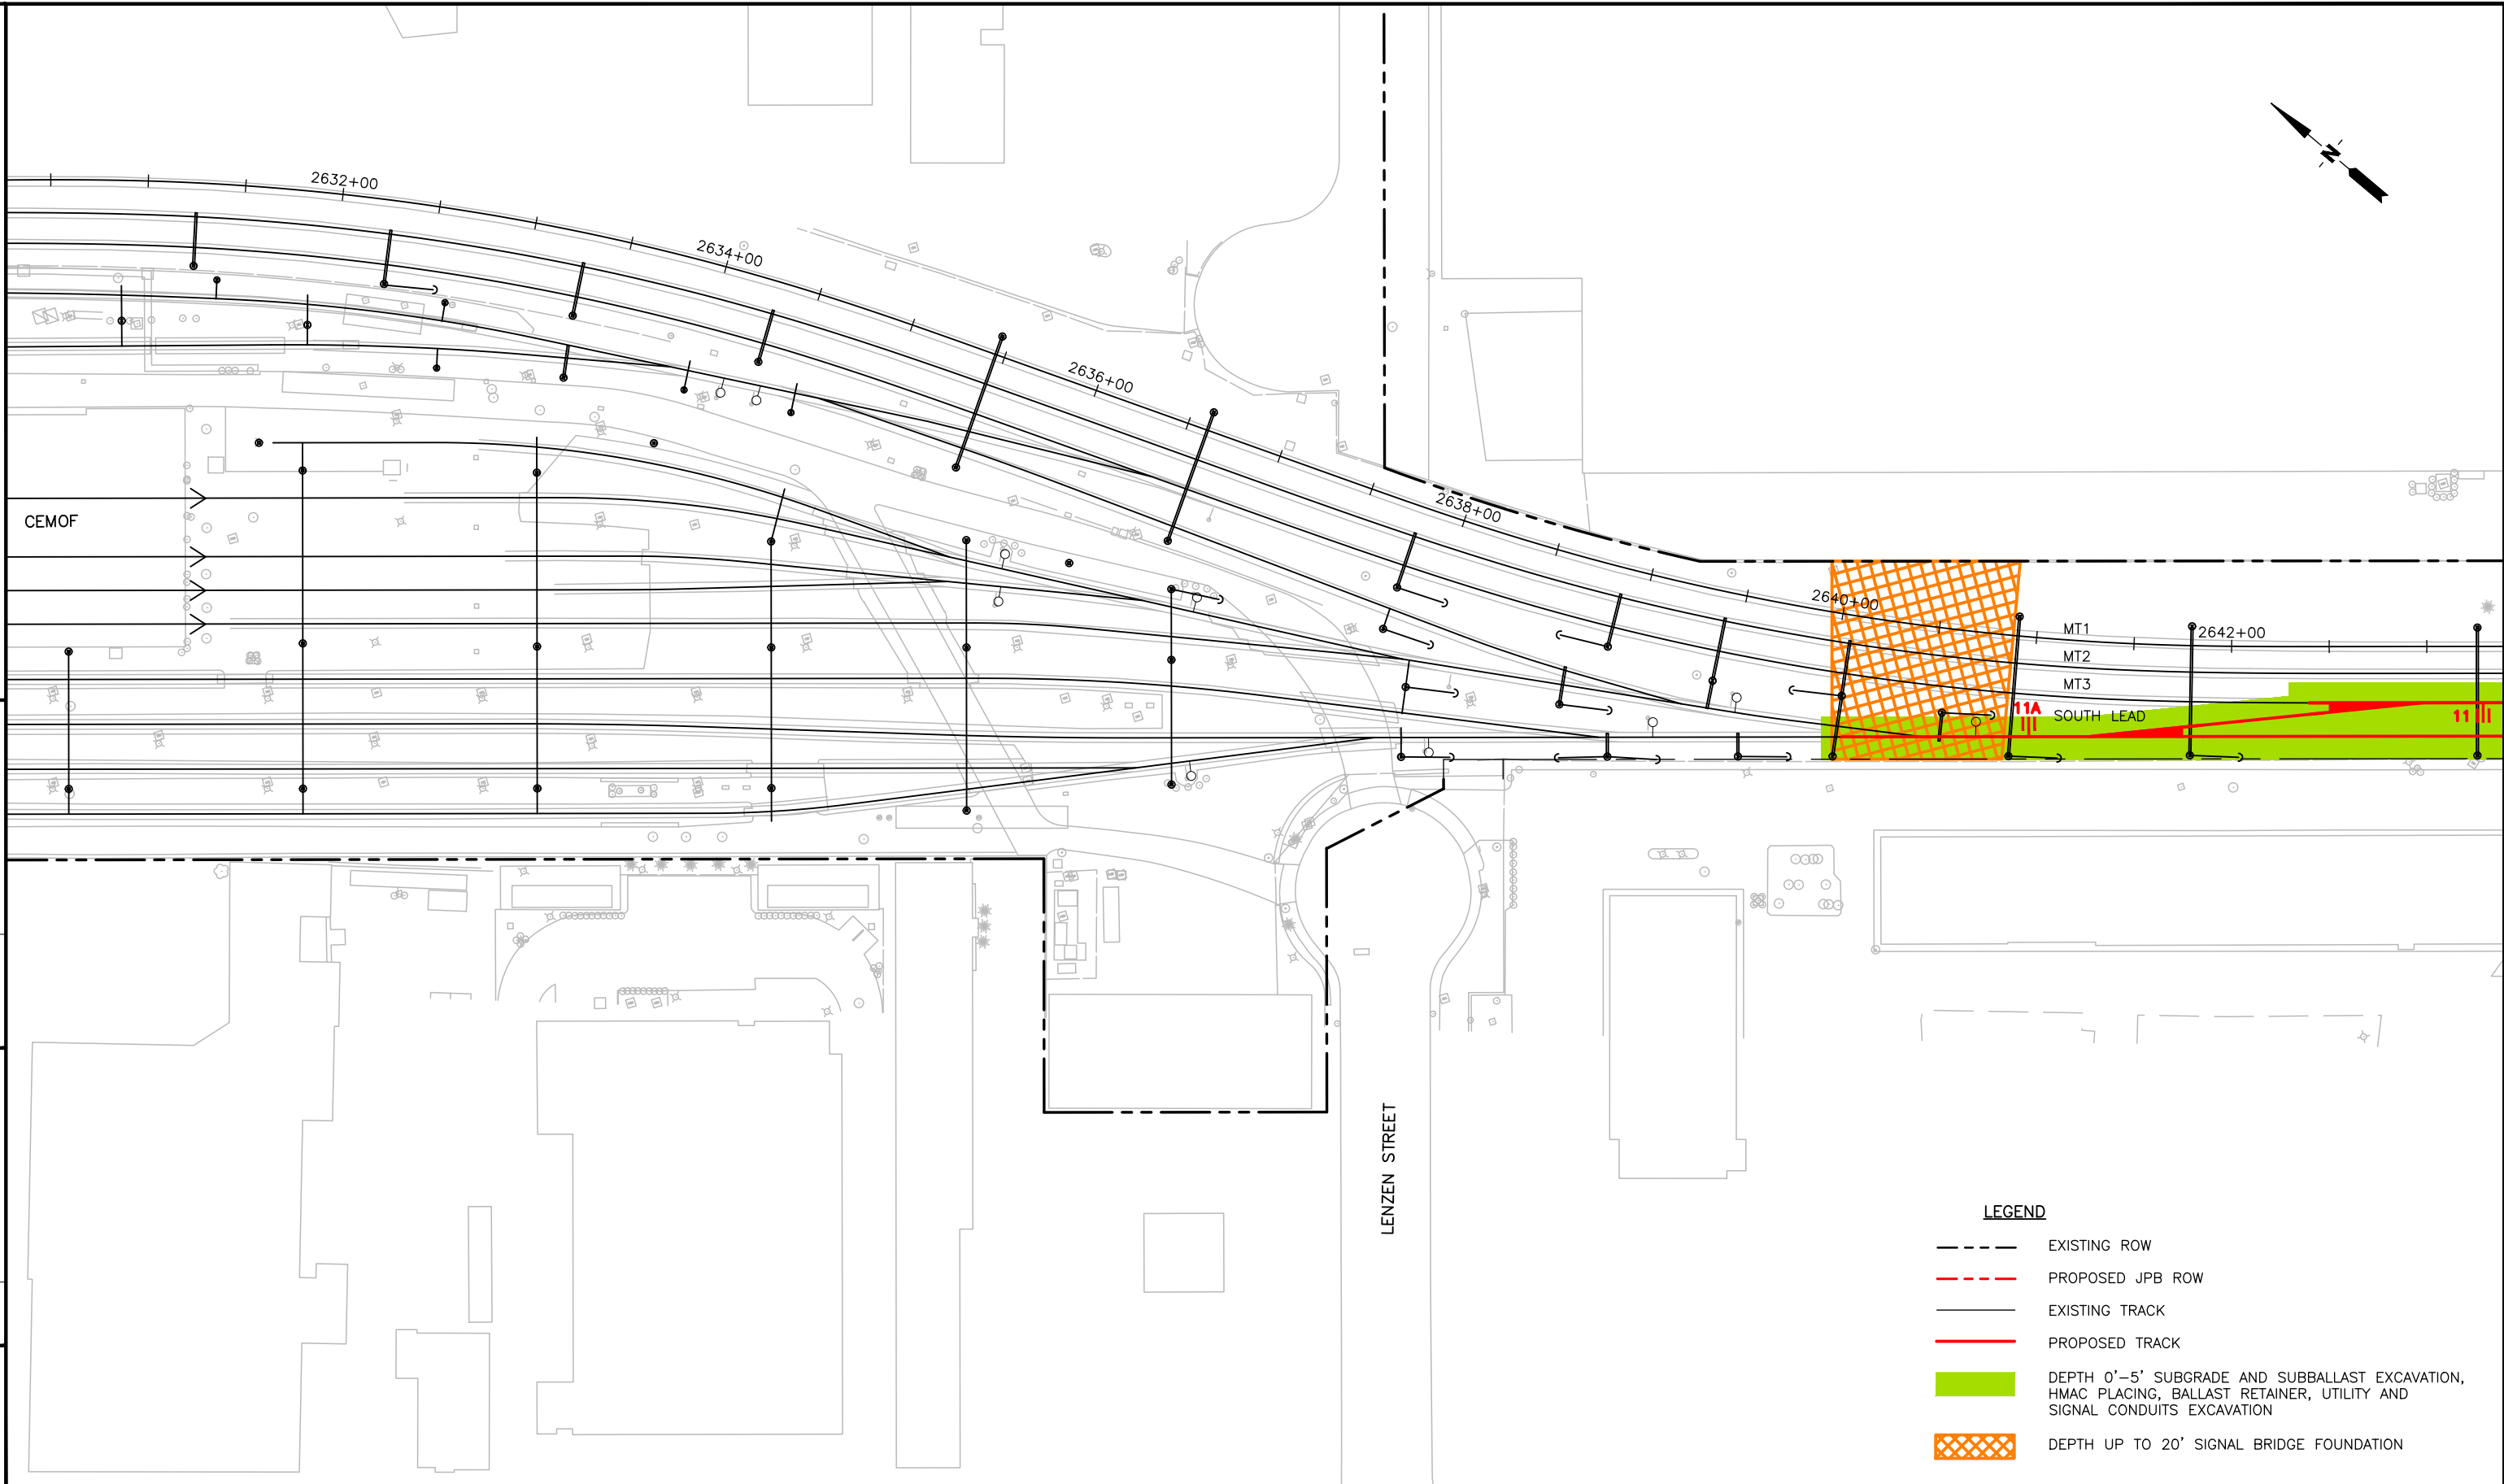 2632+00
N
2634+00
2636+00
2638+00
CEMOF
2640+00
MT1
2642+00
MT2
MT3
11A
SOUTH LEAD
11
LENZEN STREET
LEGEND
EXISTING ROW
PROPOSED JPB ROW
EXISTING TRACK
PROPOSED TRACK
DEPTH 0'-5' SUBGRADE AND SUBBALLAST EXCAVATION,
HMAC PLACING, BALLAST RETAINER, UTILITY AND
SIGNAL CONDUITS EXCAVATION
DEPTH UP TO 20' SIGNAL BRIDGE FOUNDATION